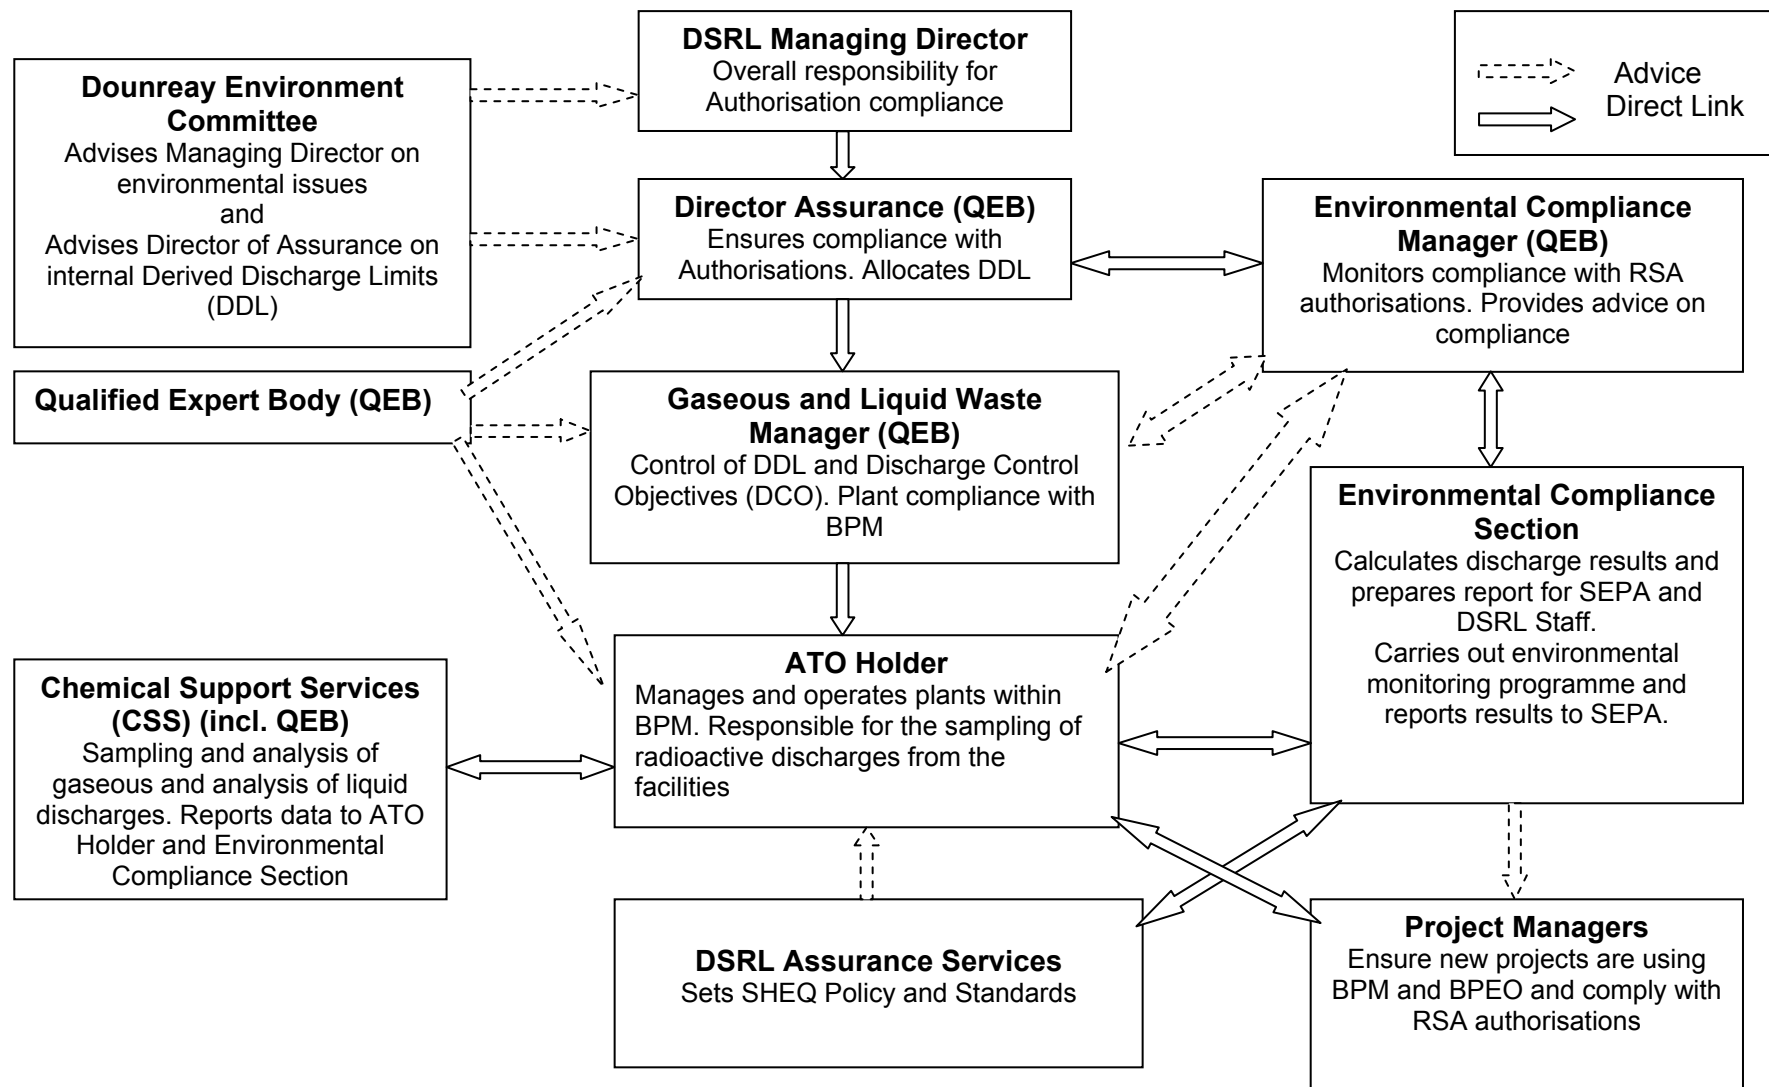 DSRL Managing Director
Overall responsibility for
Authorisation compliance
Advice
Direct Link
Dounreay Environment
Committee
Advises Managing Director on
environmental issues
and
Advises Director of Assurance on
internal Derived Discharge Limits
(DDL)
Director Assurance (QEB)
Ensures compliance with
Authorisations. Allocates DDL
Environmental Compliance
Manager (QEB)
Monitors compliance with RSA
authorisations. Provides advice on
compliance
Qualified Expert Body (QEB)
Gaseous and Liquid Waste
Manager (QEB)
Control of DDL and Discharge Control
Objectives (DCO). Plant compliance with
BPM
Environmental Compliance
Section
Calculates discharge results and
prepares report for SEPA and
DSRL Staff.
Carries out environmental
monitoring programme and
reports results to SEPA.
Chemical Support Services
(CSS) (incl. QEB)
Sampling and analysis of
gaseous and analysis of liquid
discharges. Reports data to ATO
Holder and Environmental
Compliance Section
ATO Holder
Manages and operates plants within
BPM. Responsible for the sampling of
radioactive discharges from the
facilities
DSRL Assurance Services
Sets SHEQ Policy and Standards
Project Managers
Ensure new projects are using
BPM and BPEO and comply with
RSA authorisations